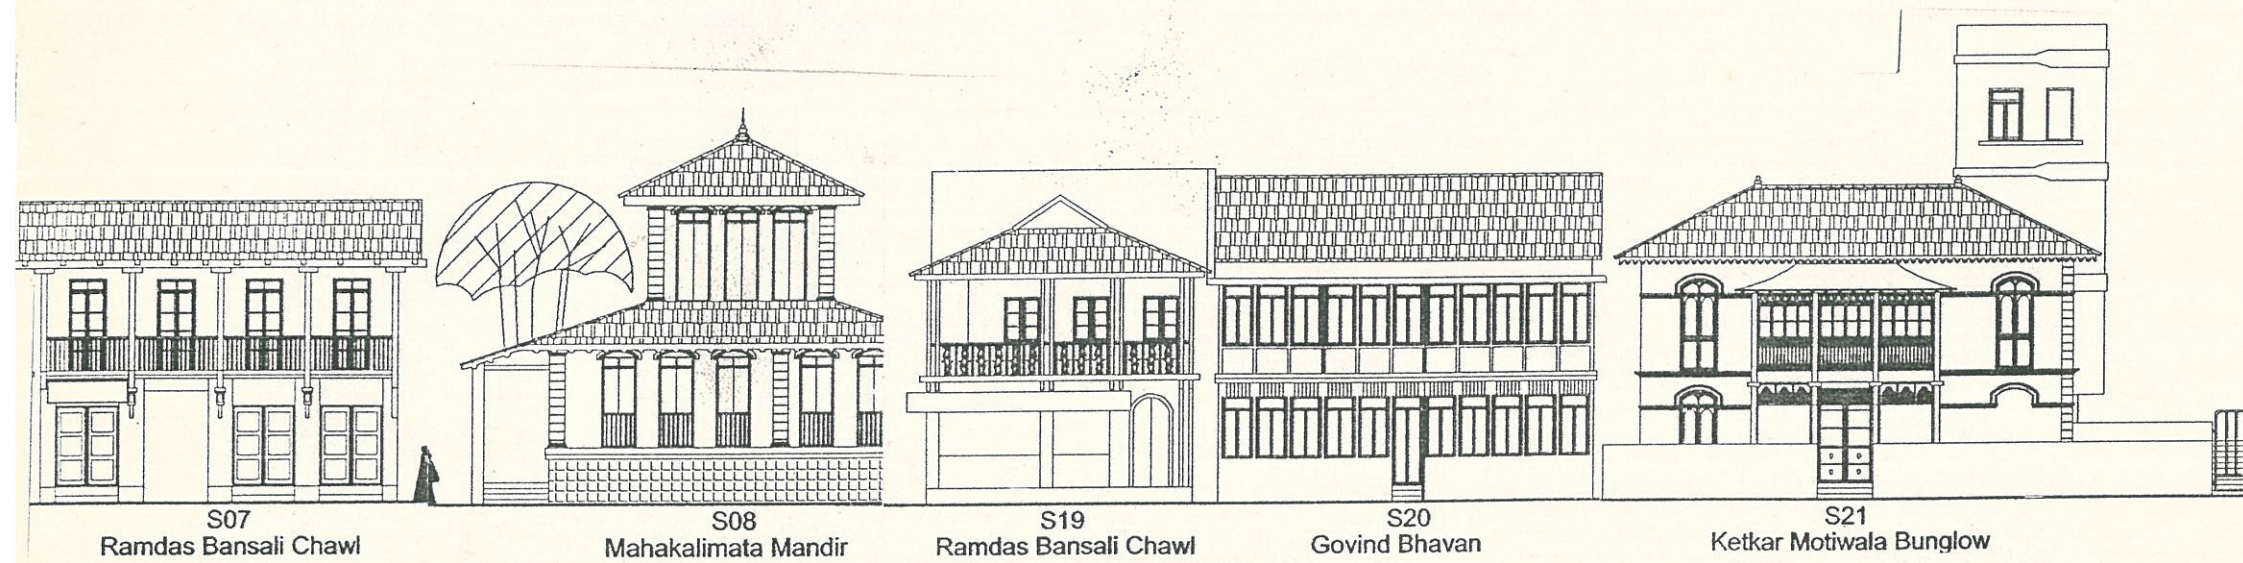 S07
Ramdas Bansali Chawl
S08
Mahakalimata Mandir
S19
Ramdas Bansali Chawl
S20
Govind Bhavan
S21
Ketkar Motiwala Bunglow